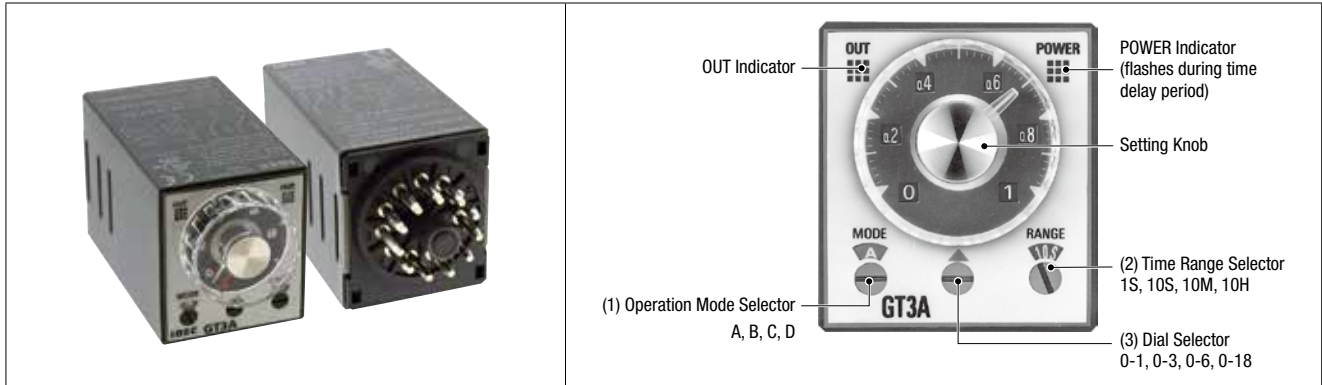 OUT
IDEC GT3A
OUT Indicator
OUT
POWER
POWER Indicator
(flashes during time
delay period)
0.4
0.6
0.2
0.8
Setting Knob
0
1
MODE
RANGE
A
10S
(1) Operation Mode Selector
A, B, C, D
GT3A
(2) Time Range Selector
1S, 10S, 10M, 10H
(3) Dial Selector
0-1, 0-3, 0-6, 0-18